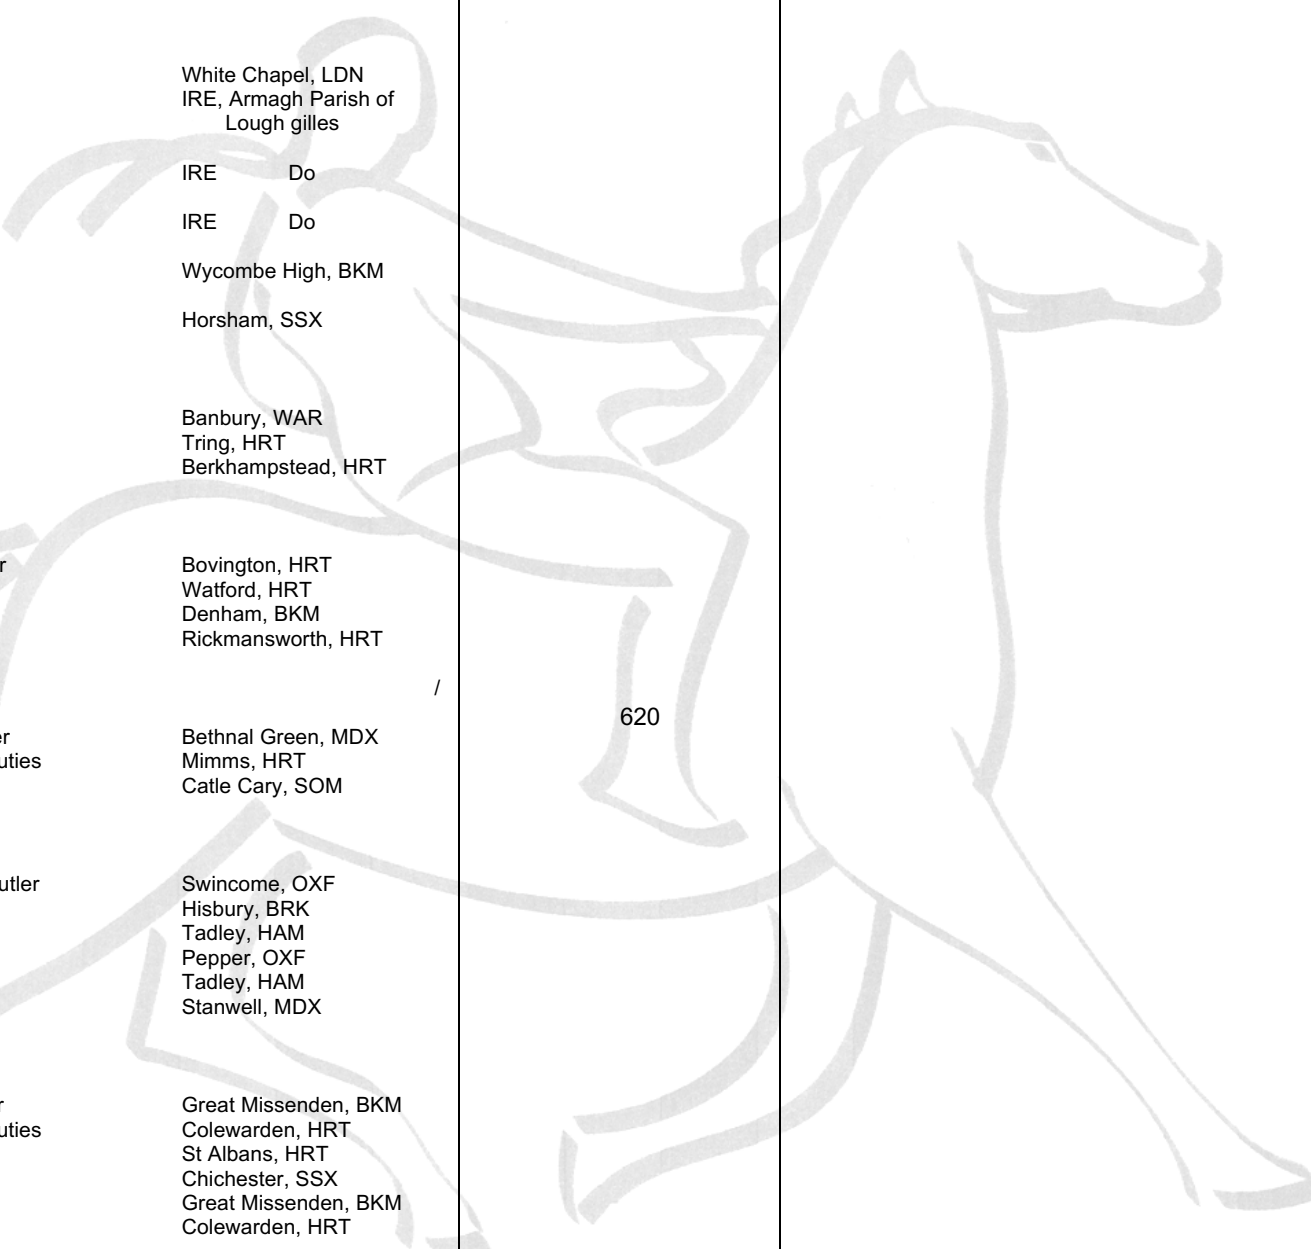 White Chapel, LDN
IRE, Armagh Parish of
Lough gilles
IRE Do
IRE Do
Wycombe High, BKM
Horsham, SSX
Banbury, WAR
Tring, HRT
Berkhampstead, HRT
r Bovington, HRT
Watford, HRT
Denham, BKM
Rickmansworth, HRT
/
620
er Bethnal Green, MDX
uties Mimms, HRT
Catle Cary, SOM
utler Swincome, OXF
Hisbury, BRK
Tadley, HAM
Pepper, OXF
Tadley, HAM
Stanwell, MDX
r Great Missenden, BKM
uties Colewarden, HRT
St Albans, HRT
Chichester, SSX
Great Missenden, BKM
Colewarden, HRT